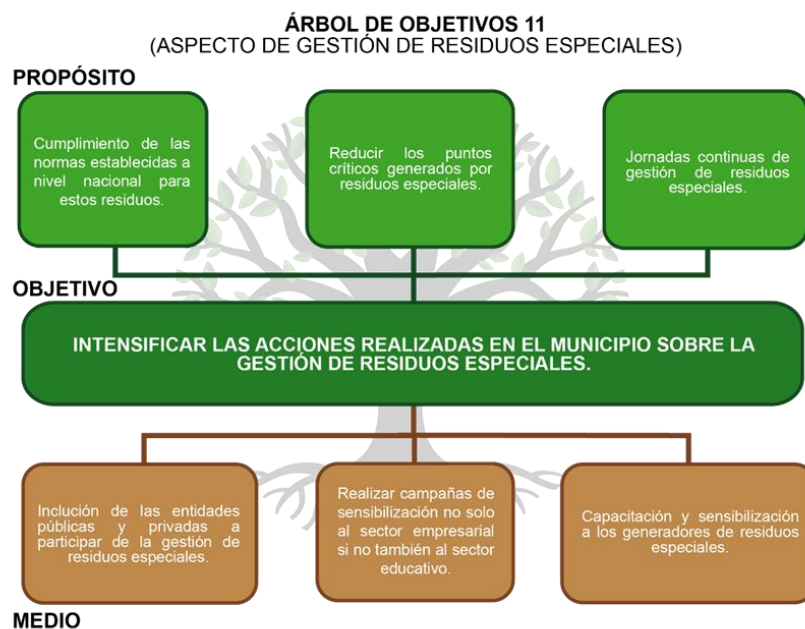 ÁRBOL DE OBJETIVOS 11
(ASPECTO DE GESTIÓN DE RESIDUOS ESPECIALES)
PROPÓSITO
Cumplimiento de las
normas establecidas a
nivel nacional para
estos residuos.
Reducir los puntos
críticos generados por
residuos especiales.
Jornadas continuas de
gestión de residuos
especiales.
OBJETIVO
INTENSIFICAR LAS ACCIONES REALIZADAS EN EL MUNICIPIO SOBRE LA
GESTIÓN DE RESIDUOS ESPECIALES.
Inclución de las entidades
públicas y privadas a
participar de la gestión de
residuos especiales.
Realizar campañas de
sensibilización no solo
al sector empresarial
si no también al sector
educativo.
Capacitación y sensibilización
a los generadores de residuos
especiales.
MEDIO